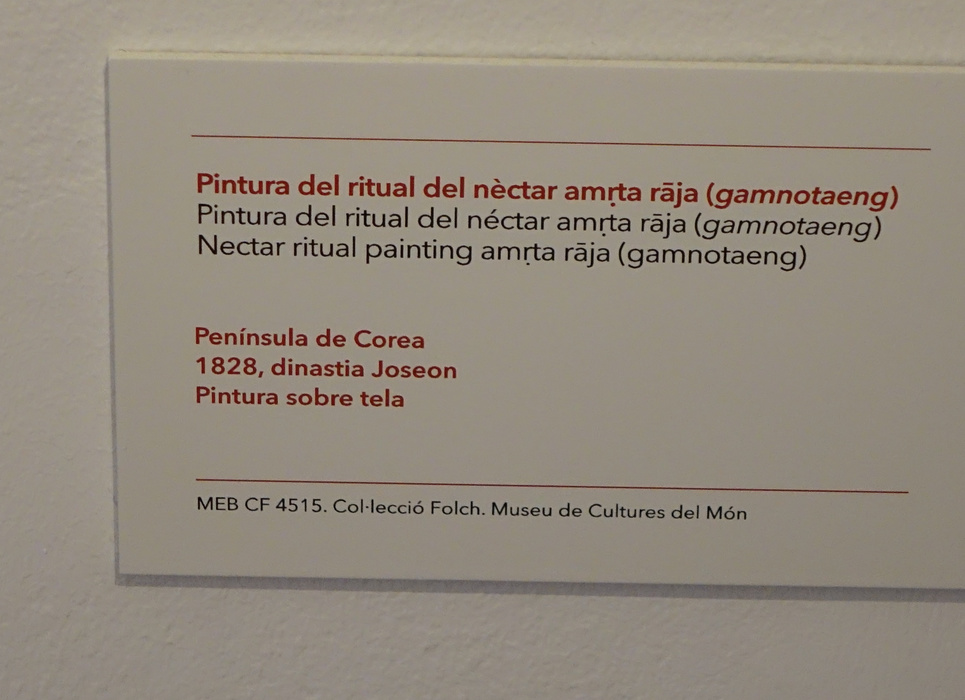 Pintura del ritual del nèctar amṛta rāja (gamnotaeng)
Pintura del ritual del néctar amṛta rāja (gamnotaeng)
Nectar ritual painting amṛta rāja (gamnotaeng)
Península de Corea
1828, dinastia Joseon
Pintura sobre tela
MEB CF 4515. Col·lecció Folch. Museu de Cultures del Món